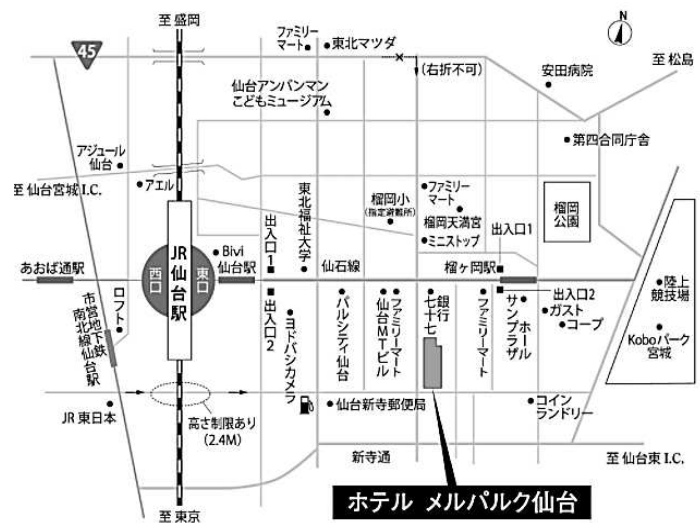 至 盛岡
N
45
ファミリー
マート
東北マツダ
(右折不可)
至 松島
安田病院
仙台アンパンマン
こどもミュージアム
第四合同庁舎
アジュール
仙台
至 仙台宮城 I.C.
アエル
東北福祉大学
榴岡小
(指定避難所)
ファミリー
マート
榴岡天満宮
ミニストップ
出入口1
榴岡
公園
出入口1
Bivi
仙台駅
仙石線
榴ヶ岡駅
あおば通駅
西口
JR仙台駅
東口
ロフト
市営地下鉄
南北線仙台駅
出入口2
ヨドバシカメラ
パルシティ仙台
仙台MTビル
ファミリーマート
七十七
銀行
ファミリーマート
サンプラザ
ホール
出入口2
ガスト
コープ
陸上
競技場
Koboパーク
宮城
JR東日本
高さ制限あり
(2.4M)
仙台新寺郵便局
コイン
ランドリー
新寺通
至 仙台東 I.C.
至 東京
ホテル メルパルク仙台